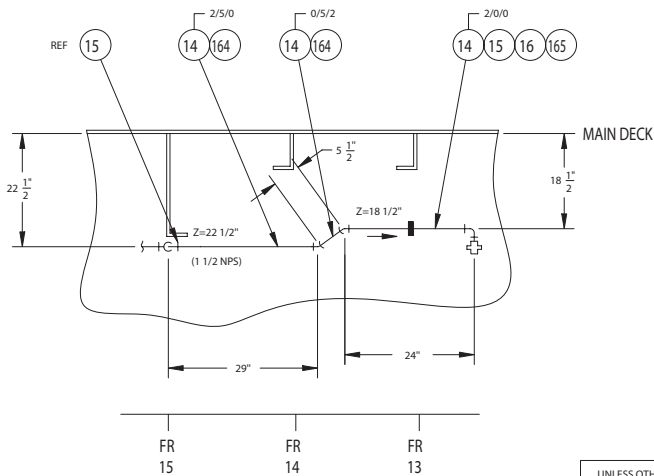 2/5/0
0/5/2
2/0/0
REF 15
14 164
14 164
14 15 16 165
MAIN DECK
5 1/2"
22 1/2"
18 1/2"
Z=22 1/2"
Z=18 1/2"
(1 1/2 NPS)
29"
24"
FR 15
FR 14
FR 13
UNLESS OTH